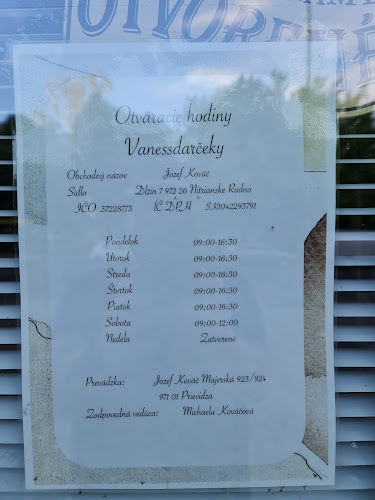 OTVORENÉ
Otváracie hodiny
Vanessdarčeky
Obchodný názov Jozef Kováč
Sídlo Dlžín 7 972 26 Nitrianske Rudno
IČO 37228773 IČ DPH SK1042293791
Pondelok 09:00-16:30
Utorok 09:00-16:30
Streda 09:00-16:30
Štvrtok 09:00-16:30
Piatok 09:00-16:30
Sobota 09:00-12:00
Nedeľa Zatvorené
Prevádzka: Jozef Kováč Majerská 923/924
971 01 Prievidza
Zodpovedná vedúca: Michaela Kováčová